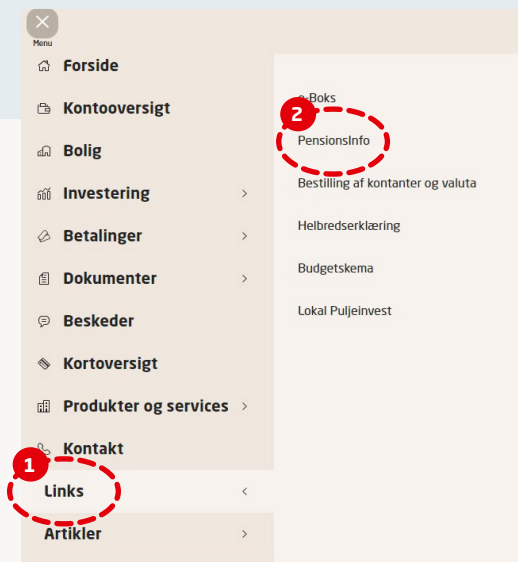 Menu
Forside
Kontooversigt
Bolig
Investering
Betalinger
Dokumenter
Beskeder
Kortoversigt
Produkter og services
Kontakt
1
Links
Artikler
e-Boks
2
PensionsInfo
Bestilling af kontanter og valuta
Helbredserklæring
Budgetskema
Lokal Puljeinvest